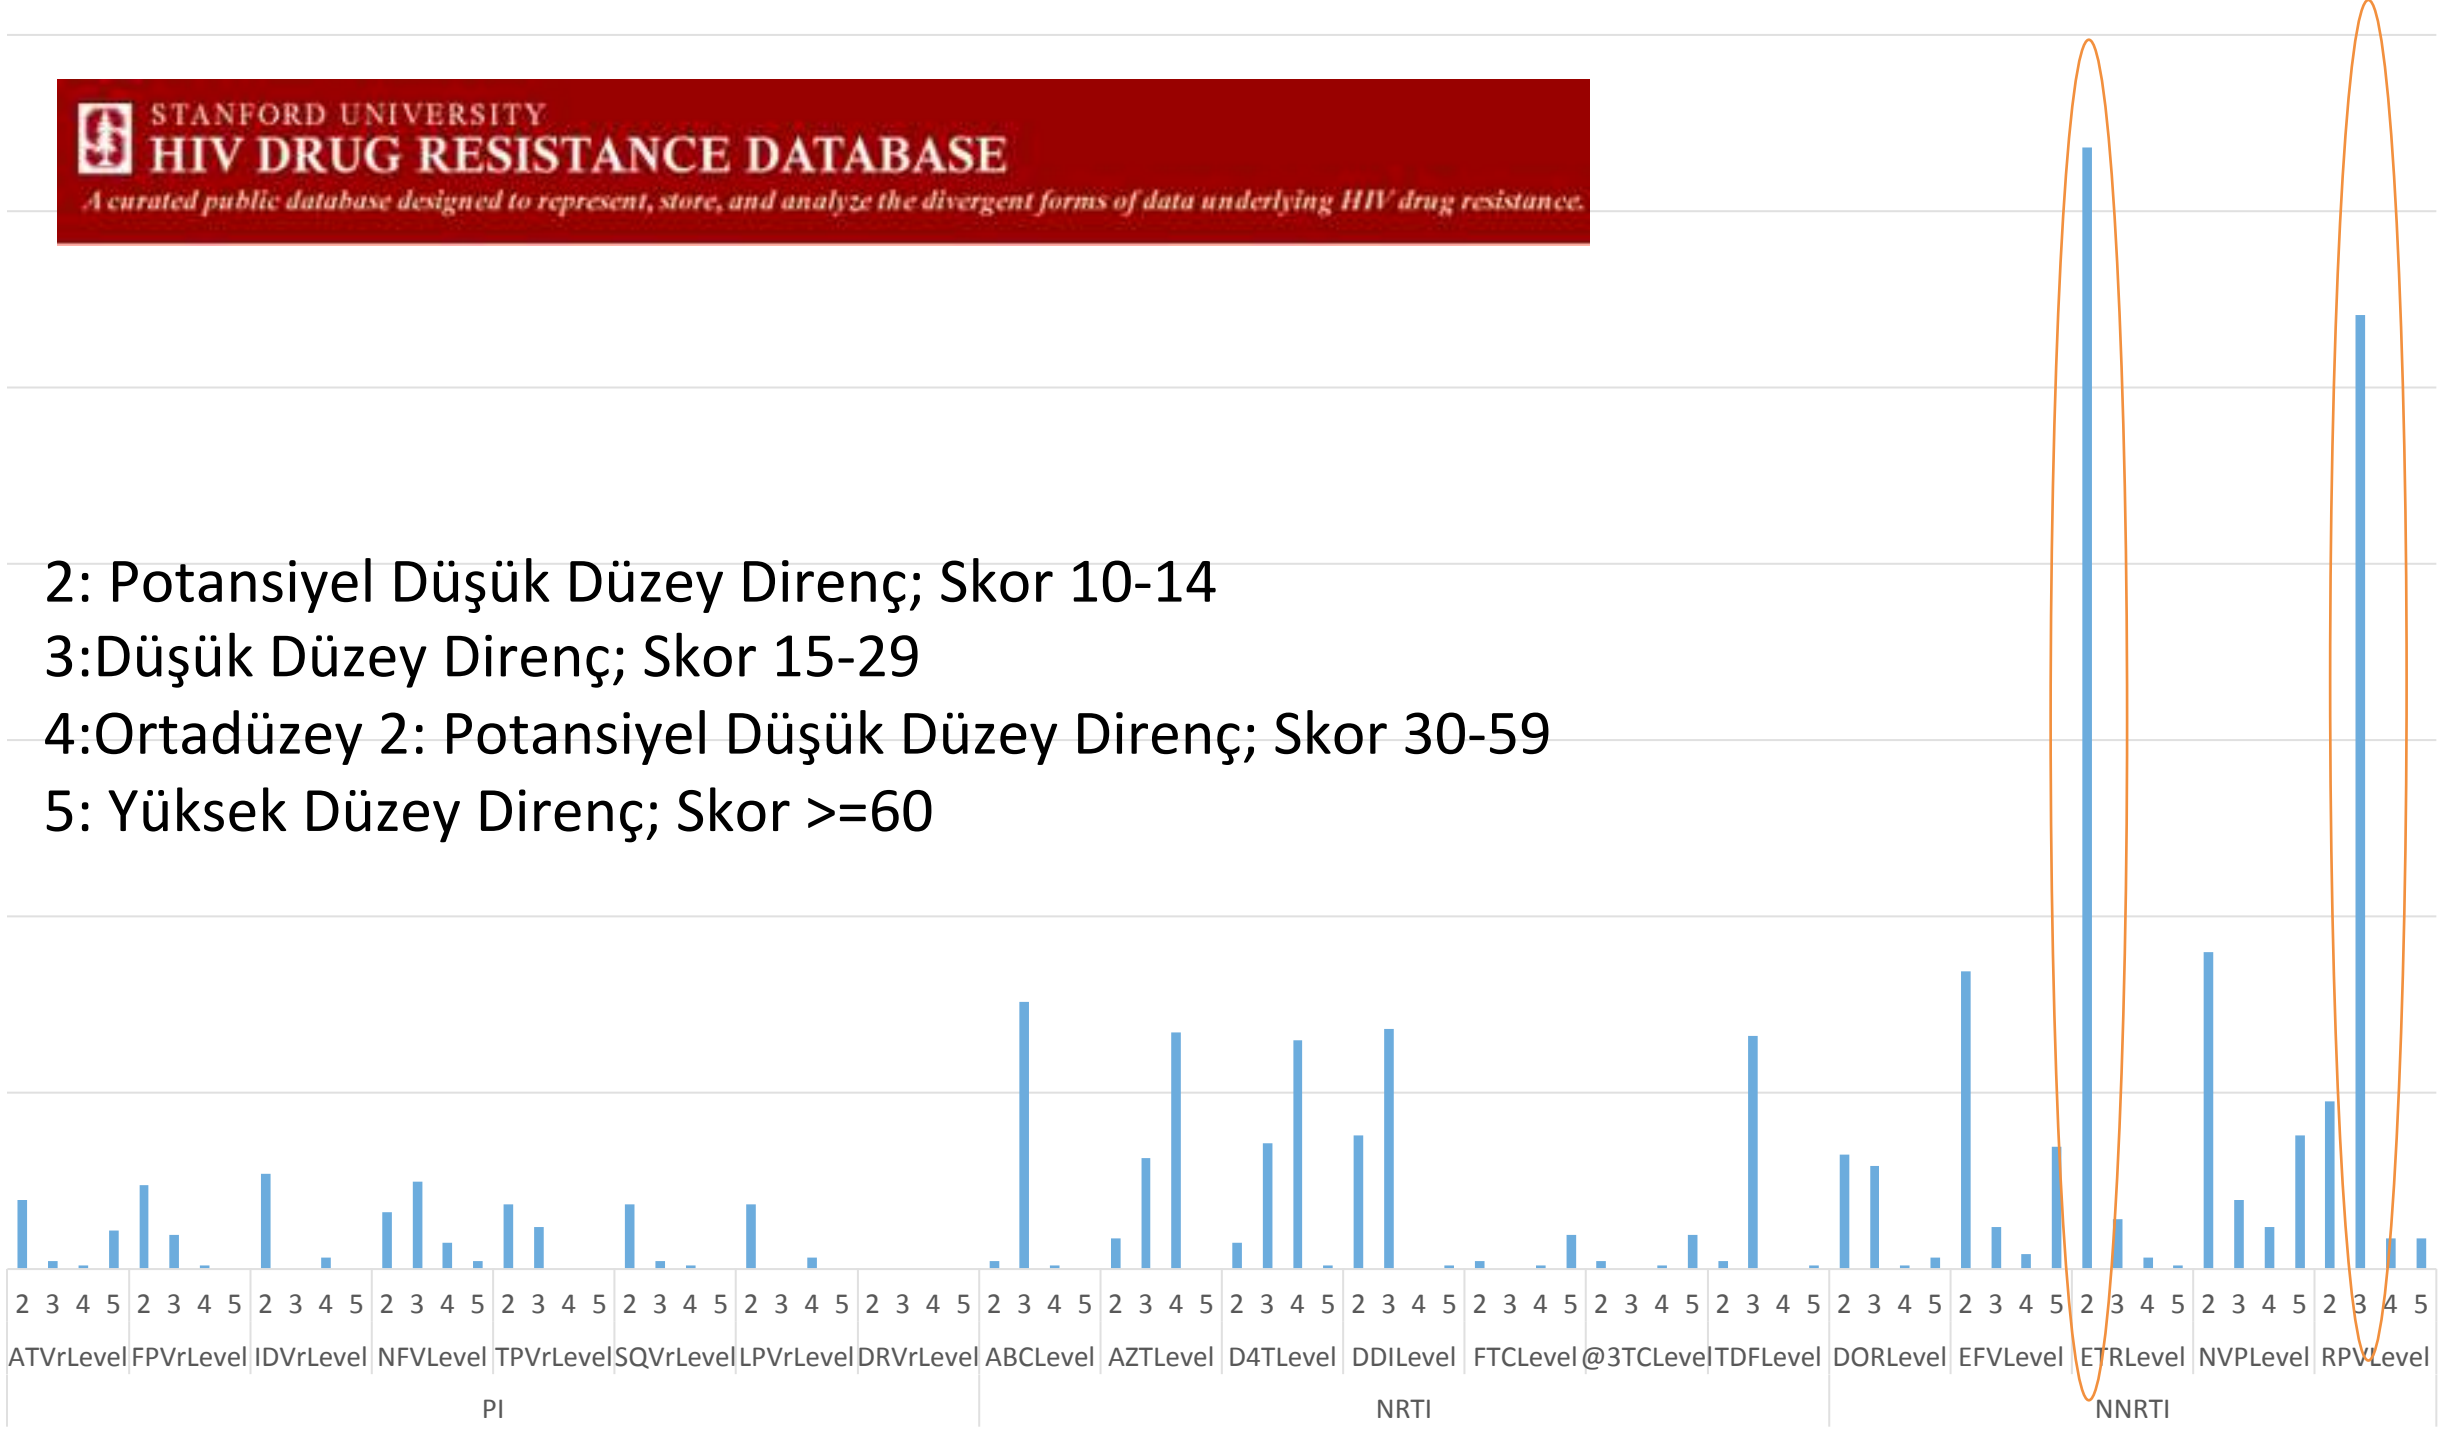 STANFORD UNIVERSITY
HIV DRUG RESISTANCE DATABASE
A curated public database designed to represent, store, and analyze the divergent forms of data underlying HIV drug resistance.
2: Potansiyel Düşük Düzey Direnç; Skor 10-14
3:Düşük Düzey Direnç; Skor 15-29
4:Ortadüzey 2: Potansiyel Düşük Düzey Direnç; Skor 30-59
5: Yüksek Düzey Direnç; Skor >=60
2 3 4 5 2 3 4 5 2 3 4 5 2 3 4 5 2 3 4 5 2 3 4 5 2 3 4 5 2 3 4 5 2 3 4 5 2 3 4 5 2 3 4 5 2 3 4 5 2 3 4 5 2 3 4 5 2 3 4 5 2 3 4 5 2 3 4 5 2 3 4 5 2 3 4 5 2 3 4 5
ATVrLevel FPVrLevel IDVrLevel NFVLevel TPVrLevel SQVrLevel LPVrLevel DRVrLevel ABCLevel AZTLevel D4TLevel DDILevel FTCLevel @3TCLevel TDFLevel DORLevel EFVLevel ETRLevel NVPLevel RPVLevel
PI NRTI NNRTI